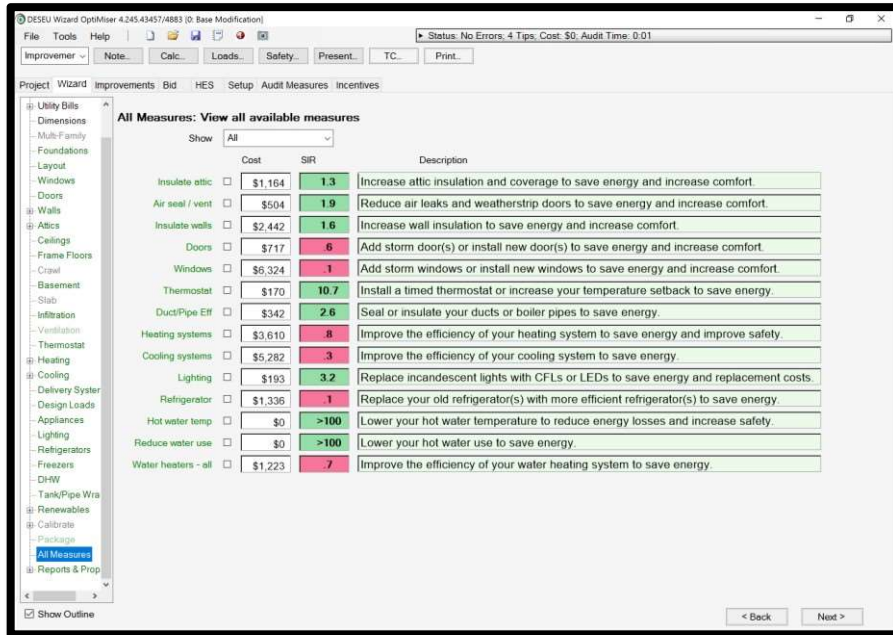 DESEU Wizard OptiMiser 4.245.43457/4883 [0: Base Modification]
File Tools Help
Status: No Errors; 4 Tips; Cost: $0; Audit Time: 0:01
Improvemer Note... Calc... Loads... Safety... Present... TC... Print...
Project Wizard Improvements Bid HES Setup Audit Measures Incentives
Utility Bills
Dimensions
Multi-Family
Foundations
Layout
Windows
Doors
Walls
Attics
Ceilings
Frame Floors
Crawl
Basement
Slab
Infiltration
Ventilation
Thermostat
Heating
Cooling
Delivery Syster
Design Loads
Appliances
Lighting
Refrigerators
Freezers
DHW
Tank/Pipe Wra
Renewables
Calibrate
Package
All Measures
Reports & Prop
Show Outline
All Measures: View all available measures
Show All
Cost SIR Description
Insulate attic $1,164 1.3 Increase attic insulation and coverage to save energy and increase comfort.
Air seal / vent $504 1.9 Reduce air leaks and weatherstrip doors to save energy and increase comfort.
Insulate walls $2,442 1.6 Increase wall insulation to save energy and increase comfort.
Doors $717 .6 Add storm door(s) or install new door(s) to save energy and increase comfort.
Windows $6,324 .1 Add storm windows or install new windows to save energy and increase comfort.
Thermostat $170 10.7 Install a timed thermostat or increase your temperature setback to save energy.
Duct/Pipe Eff $342 2.6 Seal or insulate your ducts or boiler pipes to save energy.
Heating systems $3,610 .8 Improve the efficiency of your heating system to save energy and improve safety.
Cooling systems $5,282 .3 Improve the efficiency of your cooling system to save energy.
Lighting $193 3.2 Replace incandescent lights with CFLs or LEDs to save energy and replacement costs.
Refrigerator $1,336 .1 Replace your old refrigerator(s) with more efficient refrigerator(s) to save energy.
Hot water temp $0 >100 Lower your hot water temperature to reduce energy losses and increase safety.
Reduce water use $0 >100 Lower your hot water use to save energy.
Water heaters - all $1,223 .7 Improve the efficiency of your water heating system to save energy.
< Back Next >